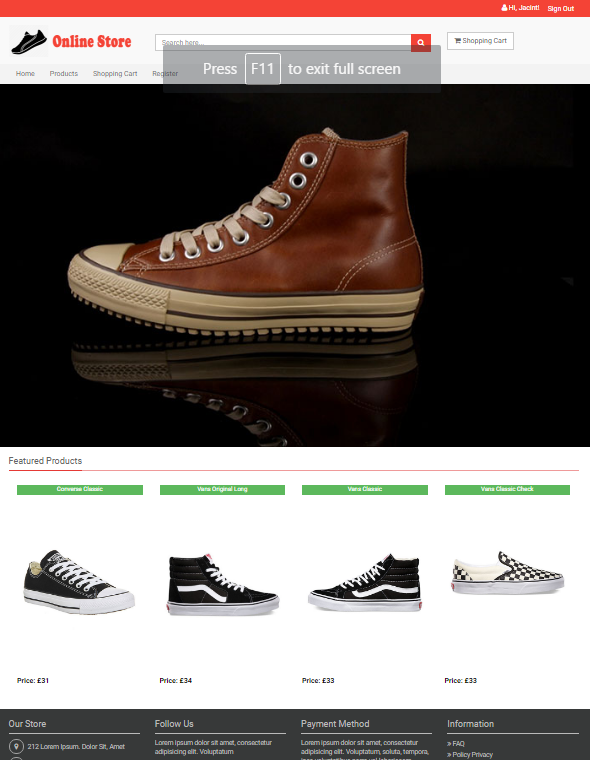 Hi, Jacint! Sign Out
Online Store
Search here...
Shopping Cart
Press F11 to exit full screen
Home Products Shopping Cart Register
Featured Products
Converse Classic Vans Original Long Vans Classic Vans Classic Check
Price: £31 Price: £34 Price: £33 Price: £33
Our Store
212 Lorem Ipsum. Dolor Sit, Amet
Follow Us
Lorem ipsum dolor sit amet, consectetur
adipisicing elit. Voluptatum
Payment Method
Lorem ipsum dolor sit amet, consectetur
adipisicing elit. Voluptatum, soluta, tempora,
Information
» FAQ
» Policy Privacy